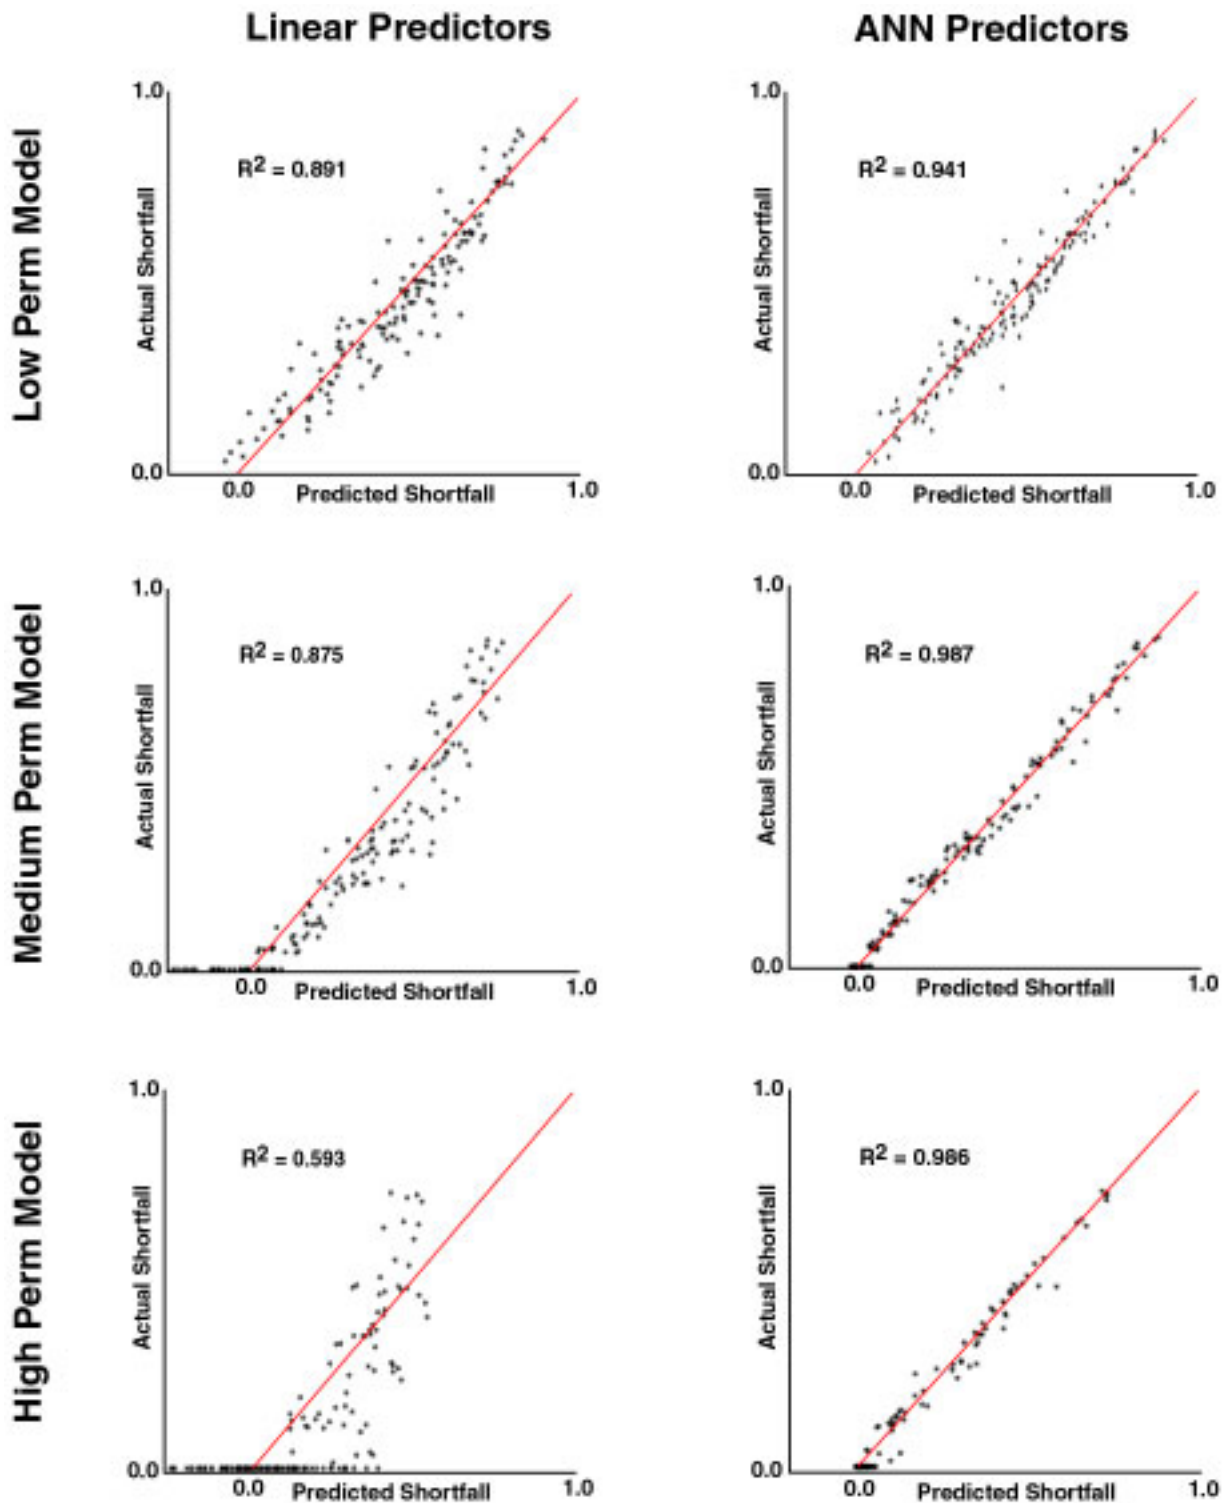 Linear Predictors
ANN Predictors
Low Perm Model
1.0
R2 = 0.891
Actual Shortfall
0.0
0.0
1.0
Predicted Shortfall
1.0
R2 = 0.941
Actual Shortfall
0.0
0.0
1.0
Predicted Shortfall
Medium Perm Model
1.0
R2 = 0.875
Actual Shortfall
0.0
0.0
1.0
Predicted Shortfall
1.0
R2 = 0.987
Actual Shortfall
0.0
0.0
1.0
Predicted Shortfall
High Perm Model
1.0
R2 = 0.593
Actual Shortfall
0.0
0.0
1.0
Predicted Shortfall
1.0
R2 = 0.986
Actual Shortfall
0.0
0.0
1.0
Predicted Shortfall